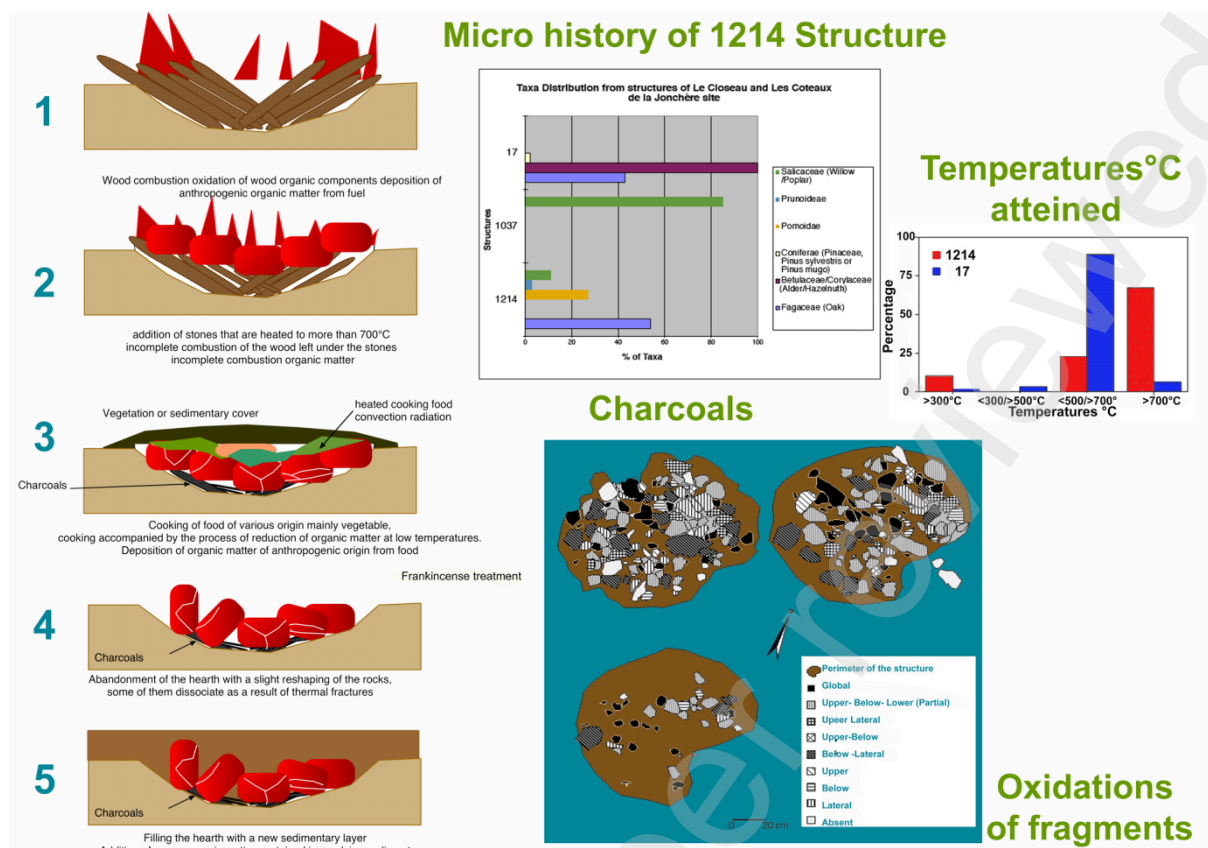 Micro history of 1214 Structure
1
Wood combustion oxidation of wood organic components deposition of
anthropogenic organic matter from fuel
2
addition of stones that are heated to more than 700°C
incomplete combustion of the wood left under the stones
incomplete combustion organic matter
3
Vegetation or sedimentary cover
heated cooking food
convection radiation
Charcoals
Cooking of food of various origin mainly vegetable,
cooking accompanied by the process of reduction of organic matter at low temperatures.
Deposition of organic matter of anthropogenic origin from food
Frankincense treatment
4
Charcoals
Abandonment of the hearth with a slight reshaping of the rocks,
some of them dissociate as a result of thermal fractures
5
Charcoals
Filling the hearth with a new sedimentary layer
Taxa Distribution from structures of Le Closeau and Les Coteaux
de la Jonchère site
Structures
17
1037
1214
0 20 40 60 80 100
% of Taxa
Salicaceae (Willow
/Poplar)
Prunoideae
Pomoidae
Coniferae (Pinaceae,
Pinus sylvestris or
Pinus mugo)
Betulaceae/Corylaceae
(Alder/Hazelnuth)
Fagaceae (Oak)
Temperatures°C
atteined
Percentage
100
75
50
25
0
1214
17
>300°C <300/>500°C <500/>700° >700°C
Temperatures °C
Charcoals
Perimeter of the structure
Global
Upper- Below- Lower (Partial)
Upeer Lateral
Upper-Below
Below -Lateral
Upper
Below
Lateral
Absent
0 20 cm
Oxidations
of fragments